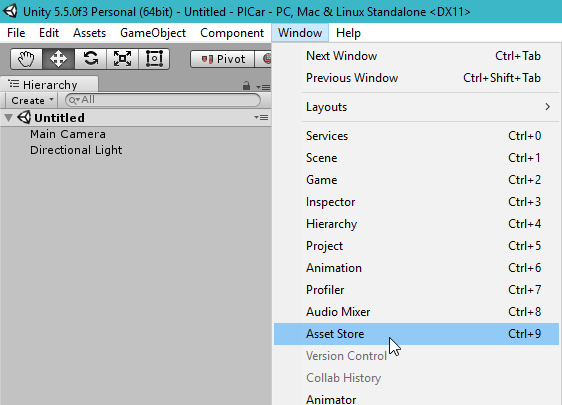 Unity 5.5.0f3 Personal (64bit) - Untitled - PICar - PC, Mac & Linux Standalone <DX11>
File Edit Assets GameObject Component Window Help
Pivot
Hierarchy
Create All
Untitled
Main Camera
Directional Light
Next Window Ctrl+Tab
Previous Window Ctrl+Shift+Tab
Layouts
Services Ctrl+0
Scene Ctrl+1
Game Ctrl+2
Inspector Ctrl+3
Hierarchy Ctrl+4
Project Ctrl+5
Animation Ctrl+6
Profiler Ctrl+7
Audio Mixer Ctrl+8
Asset Store Ctrl+9
Version Control
Collab History
Animator